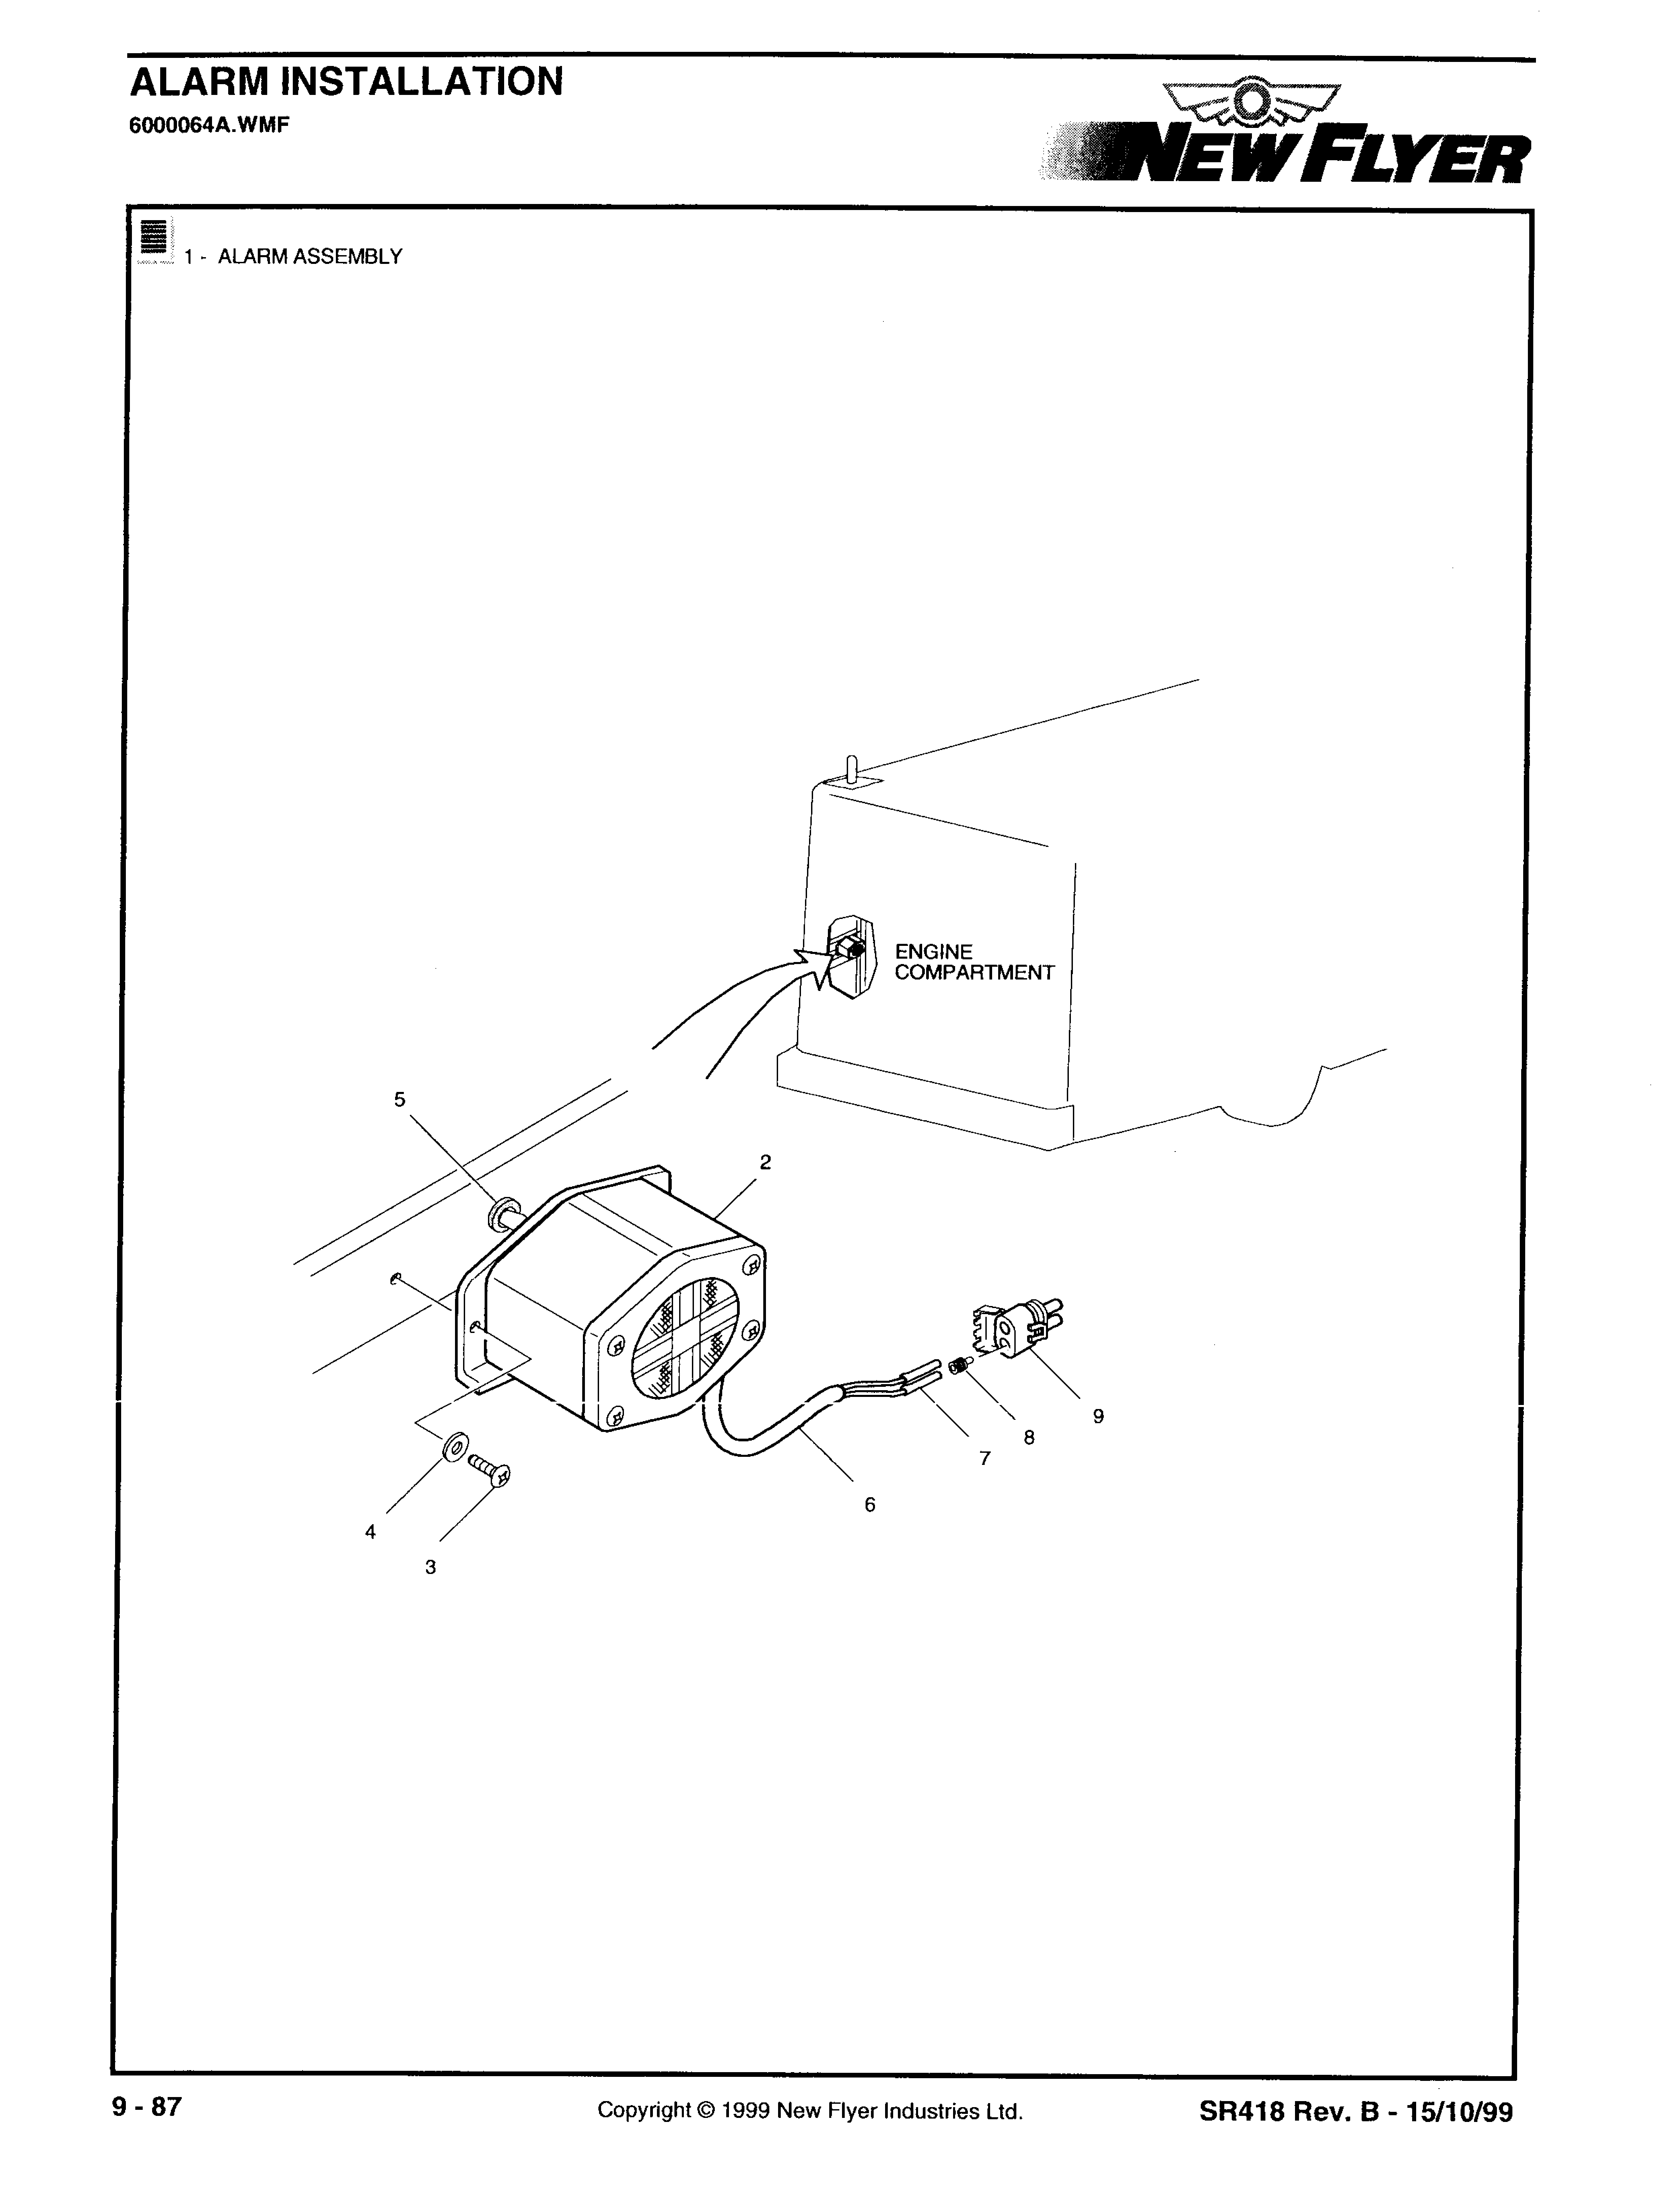 ALARM INSTALLATION
6000064A.WMF
NEW FLYER
1 - ALARM ASSEMBLY
ENGINE
COMPARTMENT
5
2
9
8
7
6
4
3
9 - 87
Copyright © 1999 New Flyer Industries Ltd.
SR418 Rev. B - 15/10/99